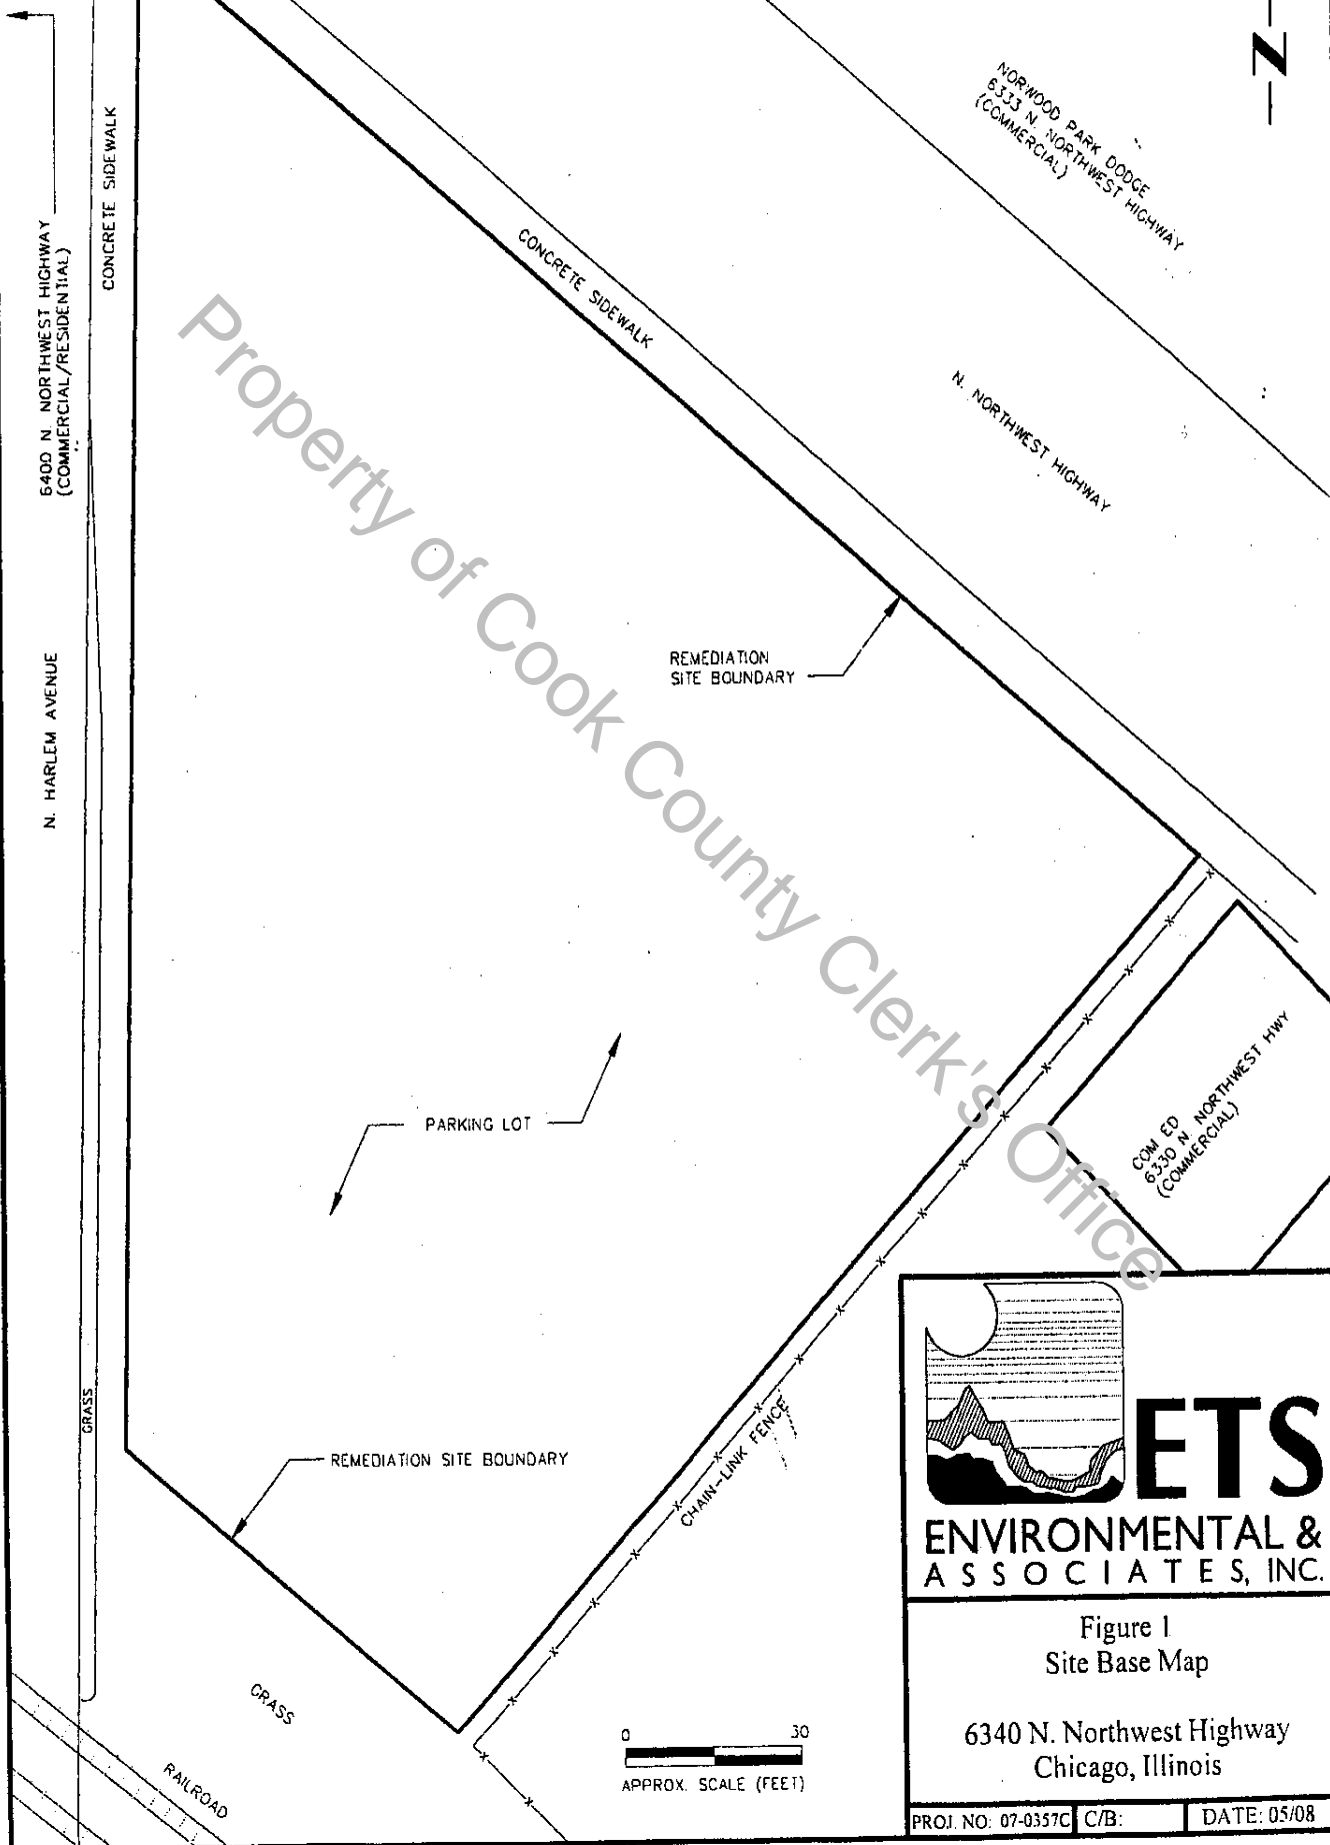 N
NORWOOD PARK DODGE
6333 N. NORTHWEST HIGHWAY
(COMMERCIAL)
CONCRETE SIDEWALK
6400 N. NORTHWEST HIGHWAY
(COMMERCIAL/RESIDENTIAL)
CONCRETE SIDEWALK
N. NORTHWEST HIGHWAY
Property of Cook County Clerk's Office
N. HARLEM AVENUE
REMEDIATION
SITE BOUNDARY
PARKING LOT
COM ED
6330 N. NORTHWEST HWY
(COMMERCIAL)
GRASS
REMEDIATION SITE BOUNDARY
CHAIN-LINK FENCE
GRASS
RAILROAD
0 30
APPROX. SCALE (FEET)
ETS
ENVIRONMENTAL &
ASSOCIATES, INC.
Figure 1
Site Base Map
6340 N. Northwest Highway
Chicago, Illinois
PROJ. NO: 07-0357C C/B: DATE: 05/08